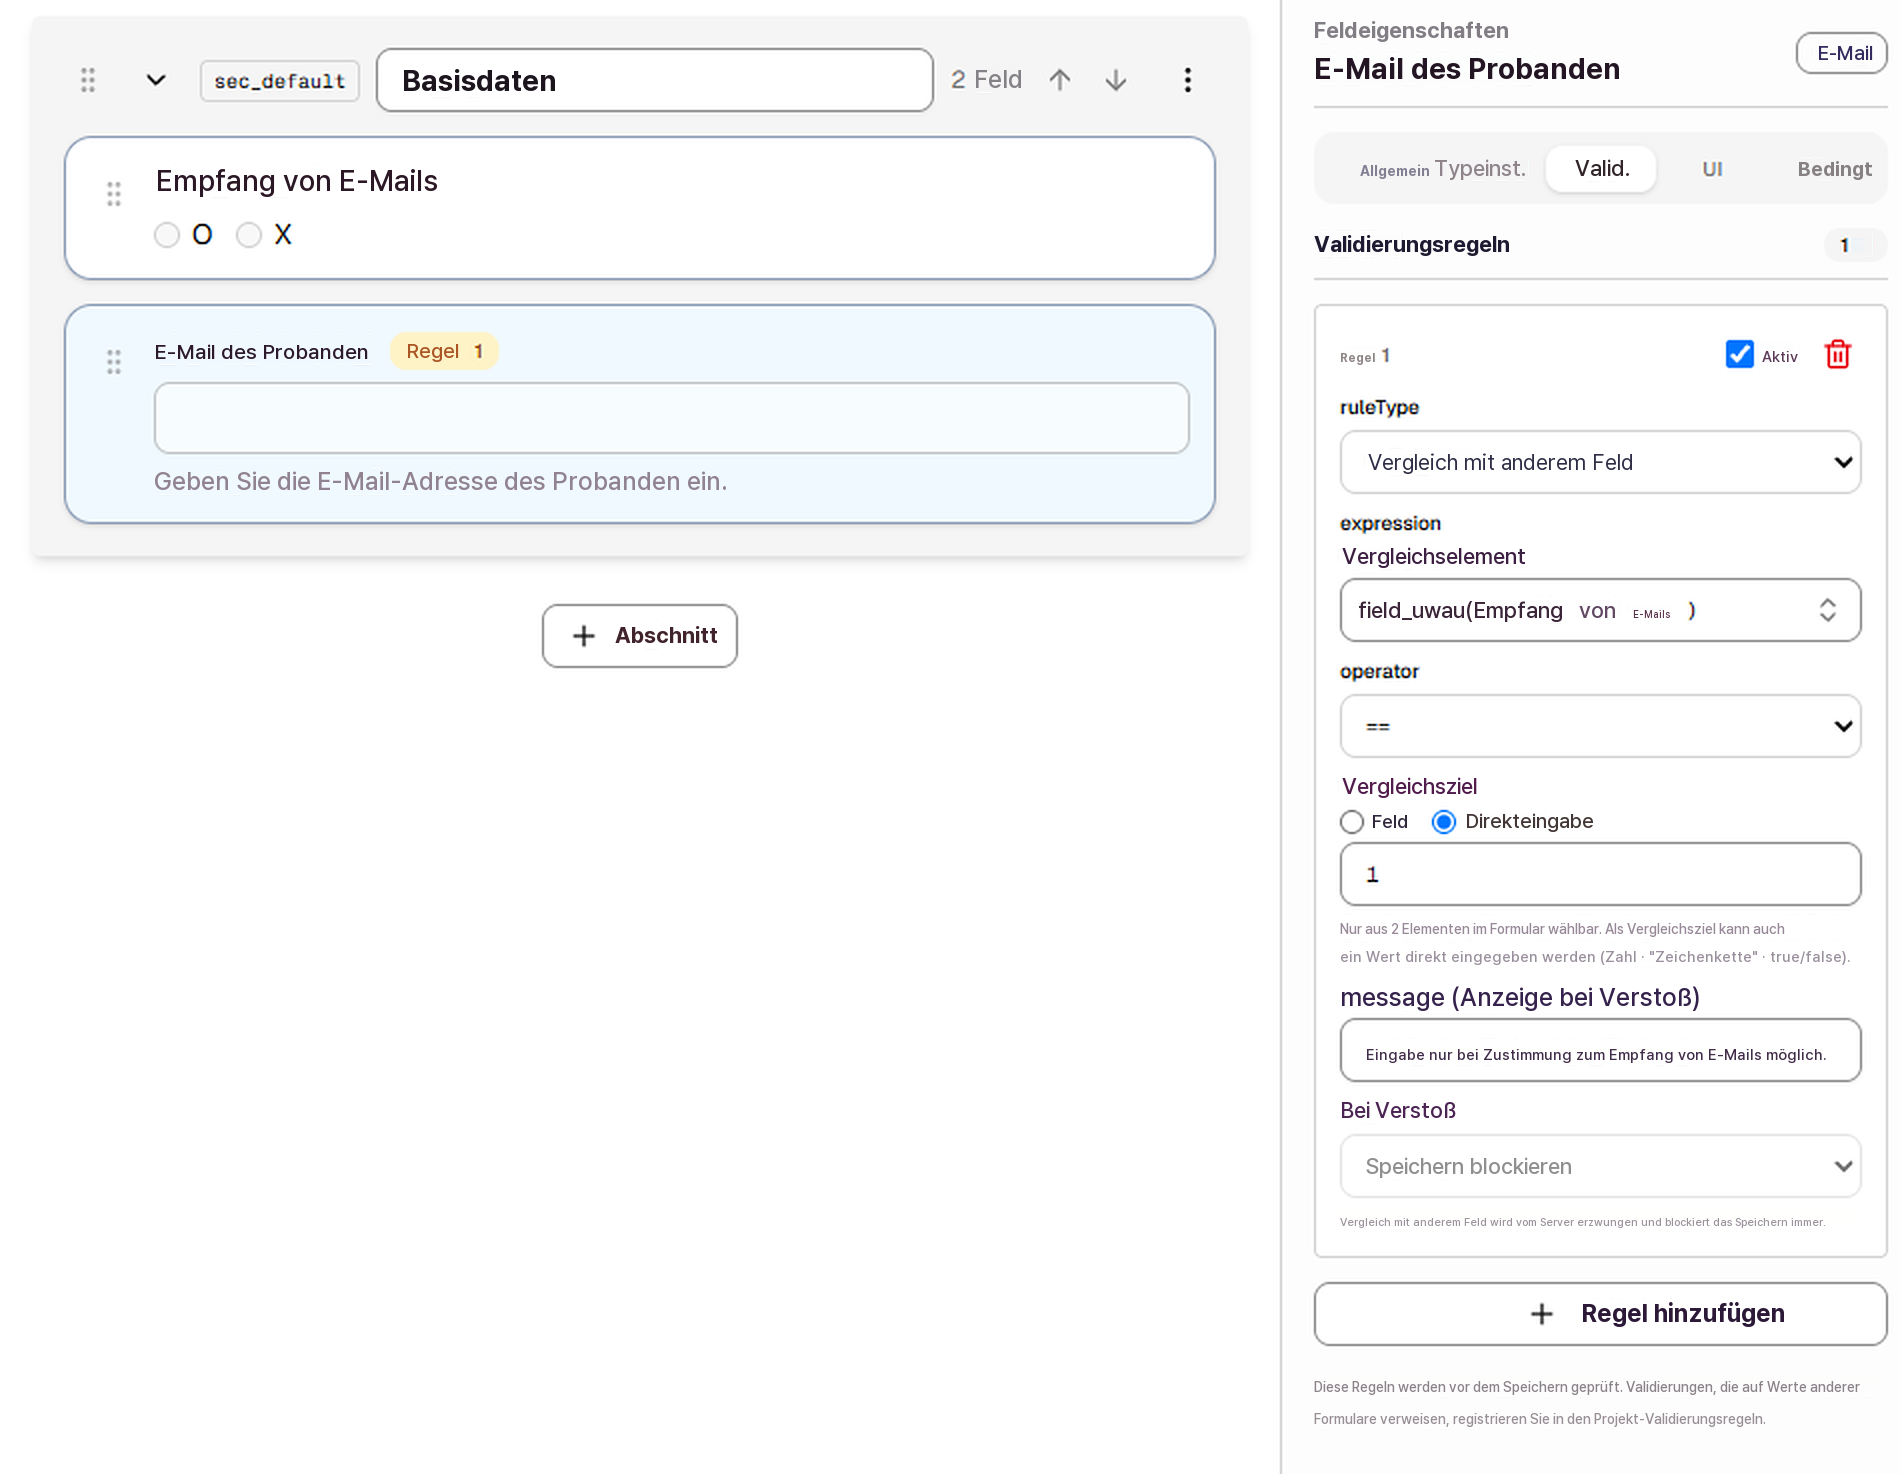 sec_default
Basisdaten
2 Feld
Empfang von E-Mails
O X
E-Mail des Probanden Regel 1
Geben Sie die E-Mail-Adresse des Probanden ein.
Abschnitt
Feldeigenschaften
E-Mail des Probanden
E-Mail
Allgemein Typeinst. Valid. UI Bedingt
Validierungsregeln 1
Regel 1 Aktiv
ruleType
Vergleich mit anderem Feld
expression
Vergleichselement
field_uwau(Empfang von E-Mails )
operator
==
Vergleichsziel
Feld Direkteingabe
1
Nur aus 2 Elementen im Formular wählbar. Als Vergleichsziel kann auch
ein Wert direkt eingegeben werden (Zahl · "Zeichenkette" · true/false).
message (Anzeige bei Verstoß)
Eingabe nur bei Zustimmung zum Empfang von E-Mails möglich.
Bei Verstoß
Speichern blockieren
Vergleich mit anderem Feld wird vom Server erzwungen und blockiert das Speichern immer.
Regel hinzufügen
Diese Regeln werden vor dem Speichern geprüft. Validierungen, die auf Werte anderer
Formulare verweisen, registrieren Sie in den Projekt-Validierungsregeln.